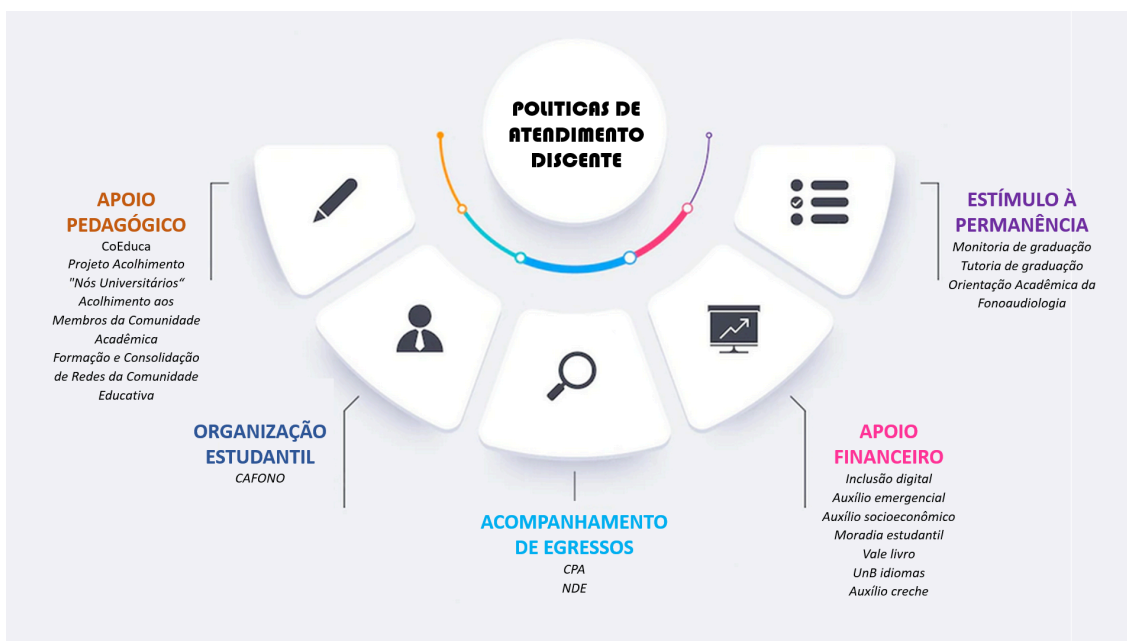 POLITICAS DE
ATENDIMENTO
DISCENTE
APOIO
PEDAGÓGICO
CoEduca
Projeto Acolhimento
"Nós Universitários“
Acolhimento aos
Membros da Comunidade
Acadêmica
Formação e Consolidação
de Redes da Comunidade
Educativa
ORGANIZAÇÃO
ESTUDANTIL
CAFONO
ACOMPANHAMENTO
DE EGRESSOS
CPA
NDE
APOIO
FINANCEIRO
Inclusão digital
Auxílio emergencial
Auxílio socioeconômico
Moradia estudantil
Vale livro
UnB idiomas
Auxílio creche
ESTÍMULO À
PERMANÊNCIA
Monitoria de graduação
Tutoria de graduação
Orientação Acadêmica da
Fonoaudiologia